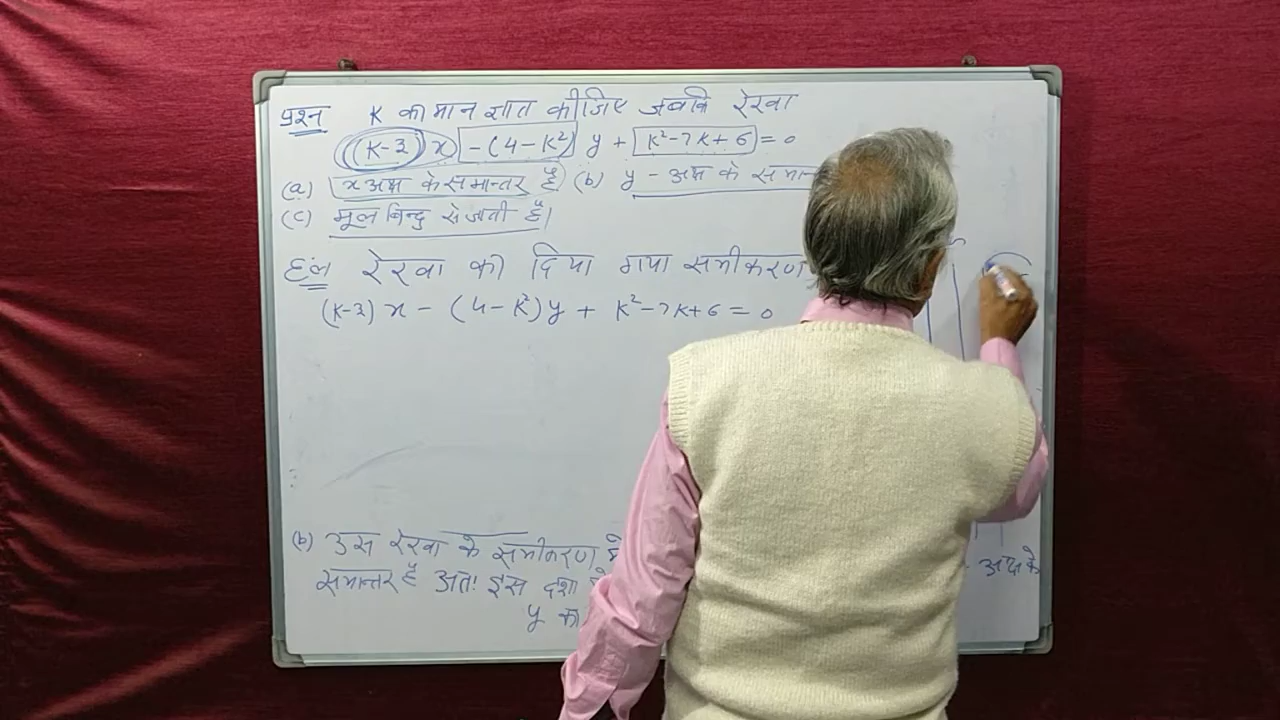 प्रश्न K का मान ज्ञात कीजिए जबकि रेखा
(K-3) x - (4-K²) y + K²-7K+6 = 0
(a) x अक्ष के समान्तर है (b) y - अक्ष के समान
(c) मूल बिन्दु से जाती है।
हल रेखा का दिया गया समीकरण
(K-3) x - (4-K²) y + K²-7K+6 = 0
(b) उस रेखा के समीकरण में अक्ष के
समान्तर है अतः इस दशा
y का